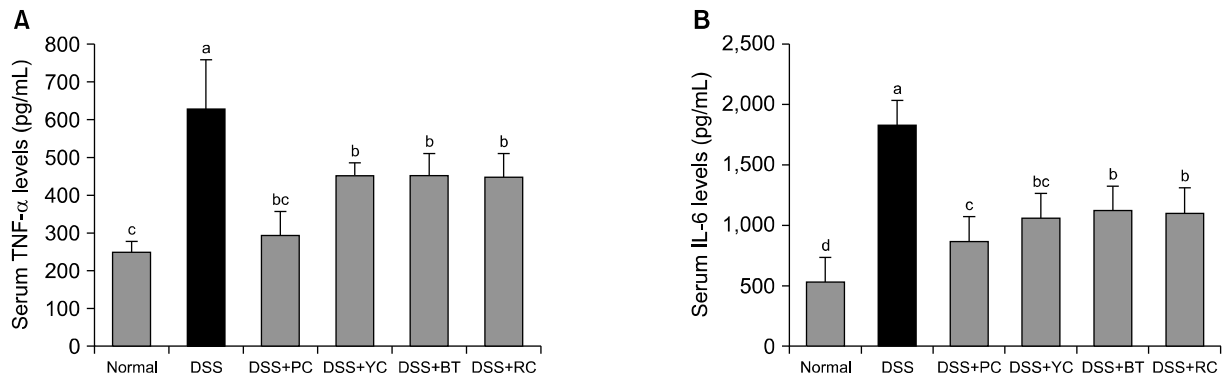 A
Serum TNF-α levels (pg/mL)
800
700
600
500
400
300
200
100
0
a
b
b
b
bc
c
Normal DSS DSS+PC DSS+YC DSS+BT DSS+RC
B
Serum IL-6 levels (pg/mL)
2,500
2,000
1,500
1,000
500
0
a
b
b
bc
c
d
Normal DSS DSS+PC DSS+YC DSS+BT DSS+RC